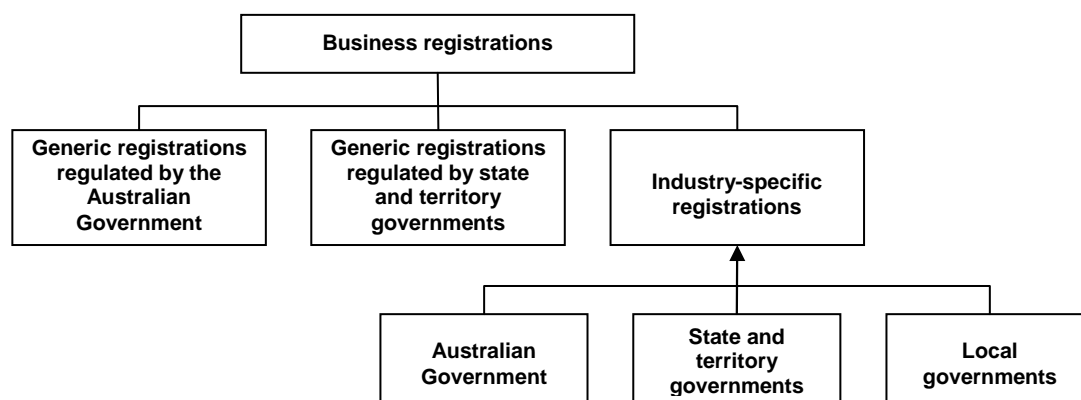 Business registrations
Generic registrations
regulated by the
Australian
Government
Generic registrations
regulated by state
and territory
governments
Industry-specific
registrations
Australian
Government
State and
territory
governments
Local
governments